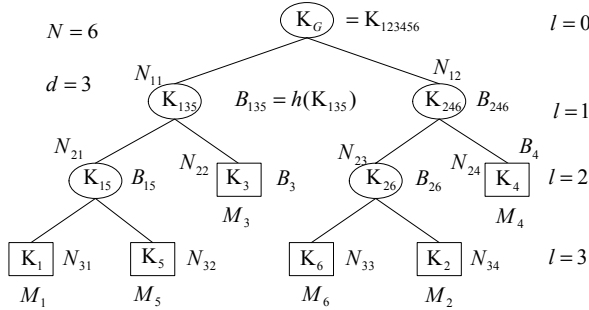 N = 6
K_G = K_123456
l = 0
d = 3
N_11
N_12
K_135
B_135 = h(K_135)
K_246
B_246
l = 1
N_21
N_22
N_23
N_24
B_4
K_15
B_15
K_3
B_3
K_26
B_26
K_4
l = 2
M_3
M_4
K_1
N_31
K_5
N_32
K_6
N_33
K_2
N_34
l = 3
M_1
M_5
M_6
M_2